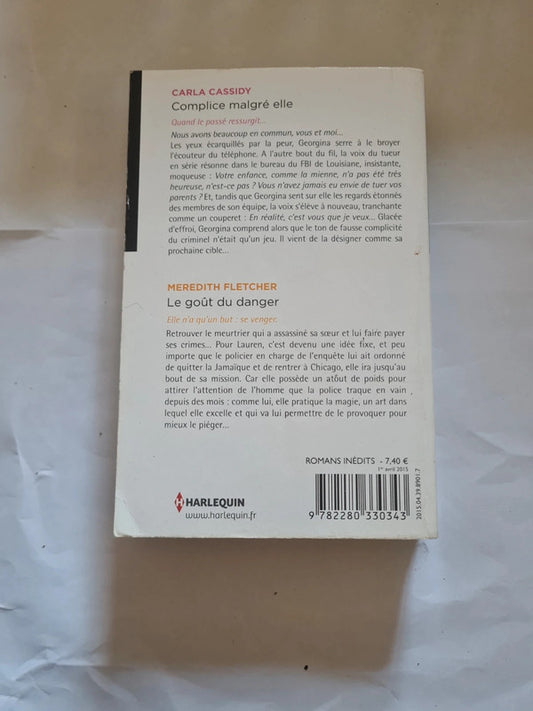 CARLA CASSIDY
Complice malgré elle
Quand le passé ressurgit...
Nous avons beaucoup en commun, vous et moi...
Les yeux écarquillés par la peur, Georgina serre à le broyer
l'écouteur du téléphone. A l'autre bout du fil, la voix du tueur
en série résonne dans le bureau du FBI de Louisiane, insistante,
moqueuse : Votre enfance, comme la mienne, n'a pas été très
heureuse, n'est-ce pas ? Vous n'avez jamais eu envie de tuer vos
parents ? Et, tandis que Georgina sent sur elle les regards étonnés
des membres de son équipe, la voix s'élève à nouveau, tranchante
comme un couperet : En réalité, c'est vous que je veux... Glacée
d'effroi, Georgina comprend alors que le ton de fausse complicité
du criminel n'était qu'un jeu. Il vient de la désigner comme sa
prochaine cible...
MEREDITH FLETCHER
Le goût du danger
Elle n'a qu'un but : se venger.
Retrouver le meurtrier qui a assassiné sa sœur et lui faire payer
ses crimes... Pour Lauren, c'est devenu une idée fixe, et peu
importe que le policier en charge de l'enquête lui ait ordonné
de quitter la Jamaïque et de rentrer à Chicago, elle ira jusqu'au
bout de sa mission. Car elle possède un atout de poids pour
attirer l'attention de l'homme que la police traque en vain
depuis des mois : comme lui, elle pratique la magie, un art dans
lequel elle excelle et qui va lui permettre de le provoquer pour
mieux le piéger...
ROMANS INÉDITS - 7,40 €
1er avril 2015
2015.04.39.8901.7
HARLEQUIN
www.harlequin.fr
9 782280 330343